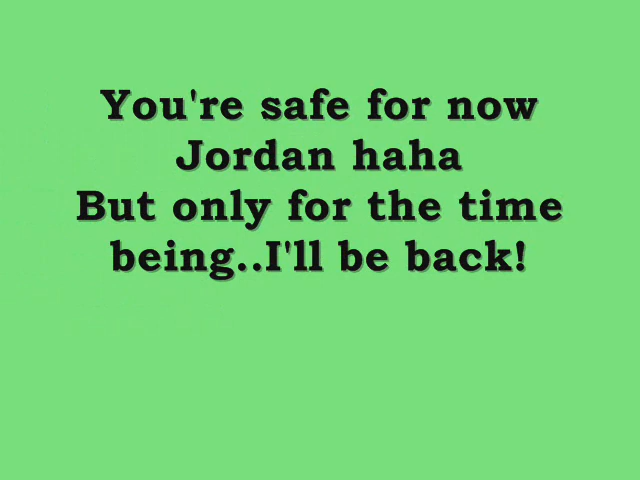 You're safe for now
Jordan haha
But only for the time
being..I'll be back!